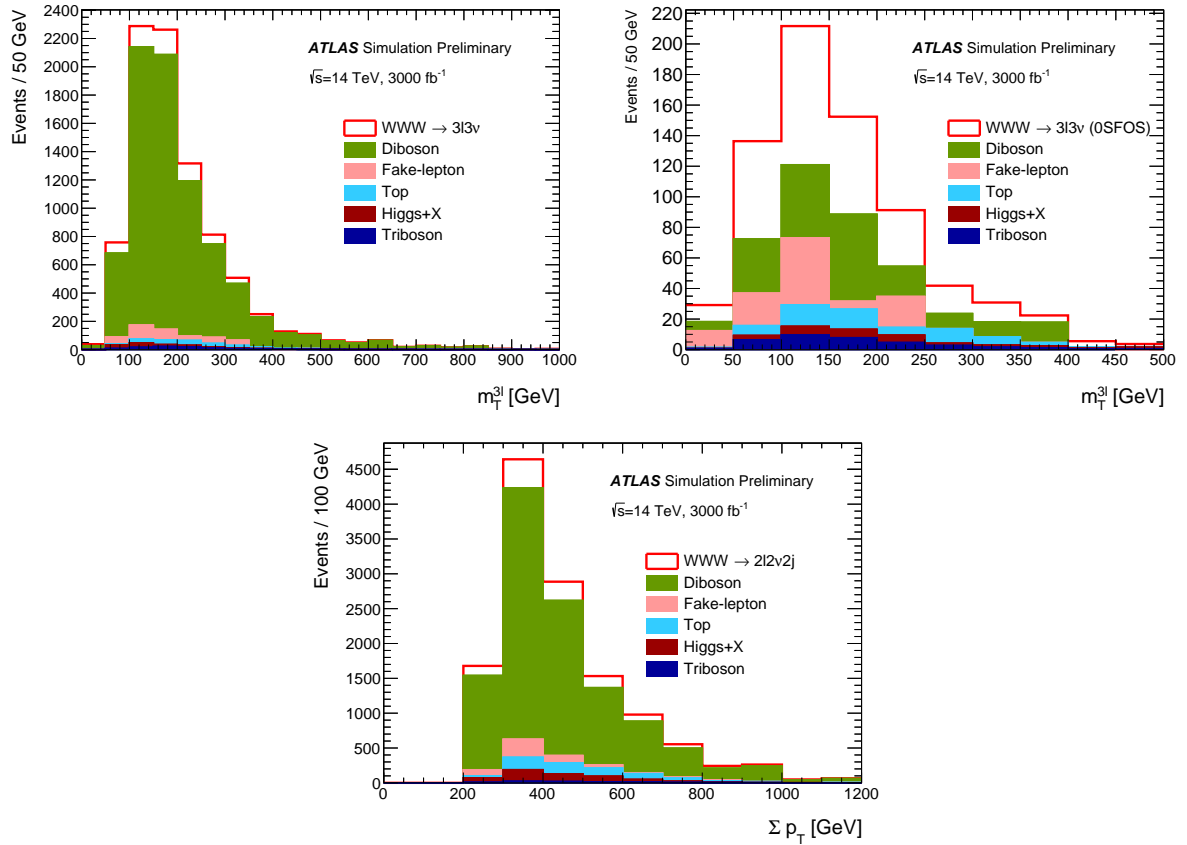 Events / 50 GeV
2400
2200
2000
1800
1600
1400
1200
1000
800
600
400
200
0
ATLAS Simulation Preliminary
√s=14 TeV, 3000 fb⁻¹
WWW → 3l3ν
Diboson
Fake-lepton
Top
Higgs+X
Triboson
0 100 200 300 400 500 600 700 800 900 1000
m_T^3l [GeV]
Events / 50 GeV
220
200
180
160
140
120
100
80
60
40
20
0
ATLAS Simulation Preliminary
√s=14 TeV, 3000 fb⁻¹
WWW → 3l3ν (0SFOS)
Diboson
Fake-lepton
Top
Higgs+X
Triboson
0 50 100 150 200 250 300 350 400 450 500
m_T^3l [GeV]
Events / 100 GeV
4500
4000
3500
3000
2500
2000
1500
1000
500
0
ATLAS Simulation Preliminary
√s=14 TeV, 3000 fb⁻¹
WWW → 2l2ν2j
Diboson
Fake-lepton
Top
Higgs+X
Triboson
0 200 400 600 800 1000 1200
Σ p_T [GeV]